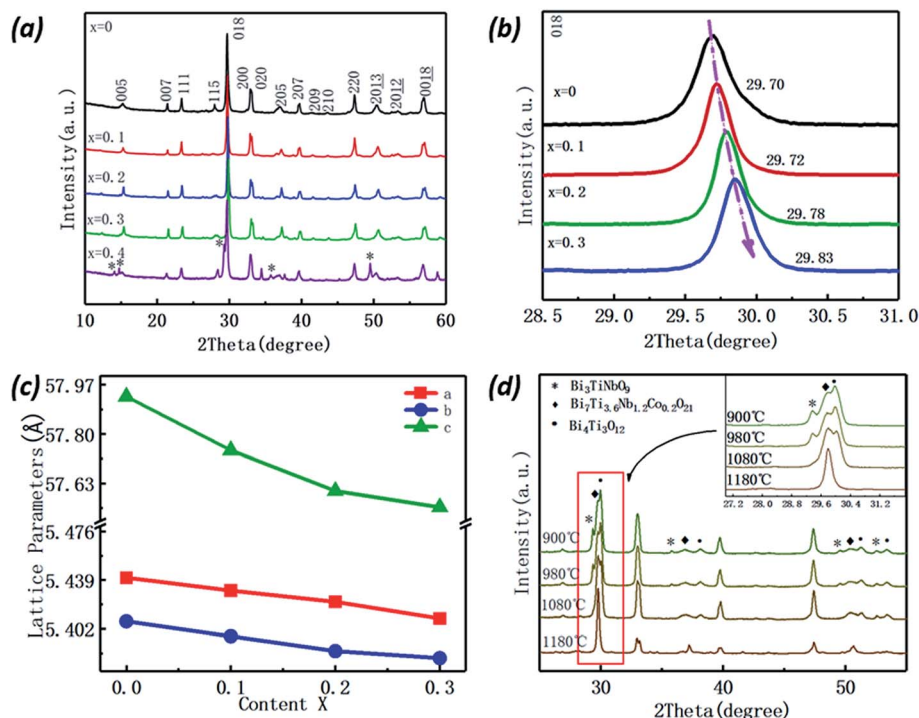 (a)
Intensity(a.u.)
x=0
x=0.1
x=0.2
x=0.3
x=0.4
005
007
111
115
018
200
020
205
207
209
210
220
2013
2012
0018
*
* *
*
*
10 20 30 40 50 60
2Theta(degree)
(b)
Intensity(a.u.)
018
x=0
29.70
x=0.1
29.72
x=0.2
29.78
x=0.3
29.83
28.5 29.0 29.5 30.0 30.5 31.0
2Theta(degree)
(c)
Lattice Parameters(Å)
57.97
57.80
57.63
5.476
5.439
5.402
a
b
c
0.0 0.1 0.2 0.3
Content X
(d)
Intensity(a.u.)
* Bi3TiNbO9
♦ Bi7Ti3.6Nb1.2Co0.2O21
• Bi4Ti3O12
900℃
980℃
1080℃
1180℃
27.2 28.0 28.8 29.6 30.4 31.2
900℃
980℃
1080℃
1180℃
30 40 50
2Theta(degree)